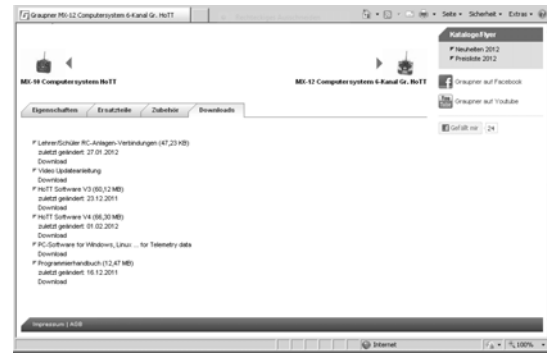 Graupner MX-12 Computersystem 6-Kanal Gr. HoTT
Seite
Sicherheit
Extras
Kataloge/Flyer
Neuheiten 2012
Preisliste 2012
MX-10 Computersystem HoTT
MX-12 Computersystem 6-Kanal Gr. HoTT
Graupner auf Facebook
You Tube
Graupner auf Youtube
Gefällt mir 24
Eigenschaften Ersatzteile Zubehör Downloads
Lehrer/Schüler RC-Anlagen-Verbindungen (47,23 KB)
zuletzt geändert: 27.01.2012
Download
Video Updateanleitung
Download
HoTT Software V3 (60,12 MB)
zuletzt geändert: 23.12.2011
Download
HoTT Software V4 (68,30 MB)
zuletzt geändert: 01.02.2012
Download
PC-Software for Windows, Linux ... for Telemetry data
Download
Programmierhandbuch (12,47 MB)
zuletzt geändert: 16.12.2011
Download
Impressum | AGB
Internet
100%